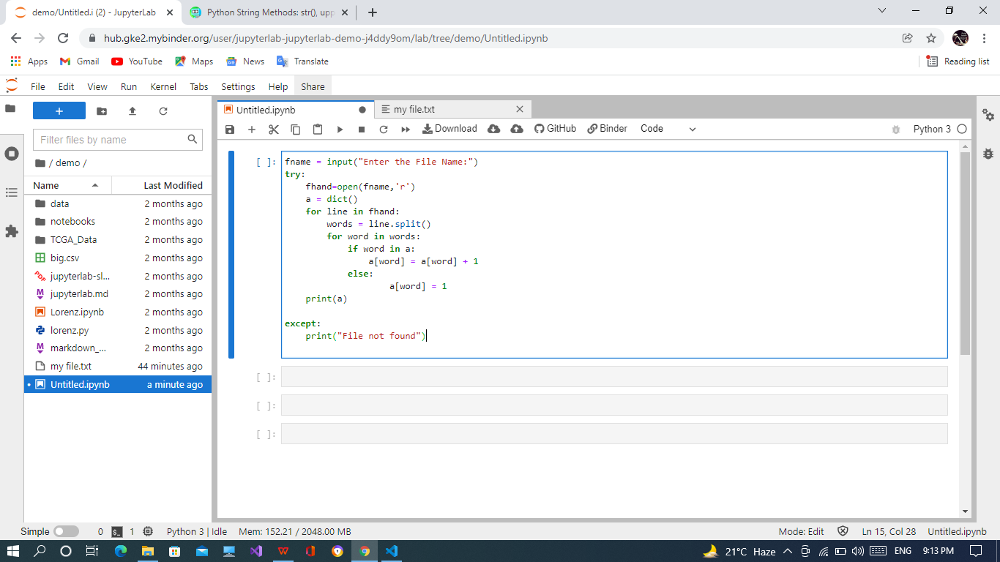 demo/Untitled.i (2) - JupyterLab
Python String Methods: str(), upp
hub.gke2.mybinder.org/user/jupyterlab-jupyterlab-demo-j4ddy9om/lab/tree/demo/Untitled.ipynb
Apps Gmail YouTube Maps News Translate Reading list
File Edit View Run Kernel Tabs Settings Help Share
Untitled.ipynb my file.txt
Download GitHub Binder Code Python 3
Filter files by name
/ demo /
Name Last Modified
data 2 months ago
notebooks 2 months ago
TCGA_Data 2 months ago
big.csv 2 months ago
jupyterlab-sl... 2 months ago
jupyterlab.md 2 months ago
Lorenz.ipynb 2 months ago
lorenz.py 2 months ago
markdown_... 2 months ago
my file.txt 44 minutes ago
Untitled.ipynb a minute ago
[ ]: fname = input("Enter the File Name:")
try:
    fhand=open(fname,'r')
    a = dict()
    for line in fhand:
        words = line.split()
        for word in words:
            if word in a:
                a[word] = a[word] + 1
            else:
                    a[word] = 1
    print(a)
except:
    print("File not found")
[ ]:
[ ]:
[ ]:
Simple 0 $_ 1 Python 3 | Idle Mem: 152.21 / 2048.00 MB Mode: Edit Ln 15, Col 28 Untitled.ipynb
21°C Haze ENG 9:13 PM